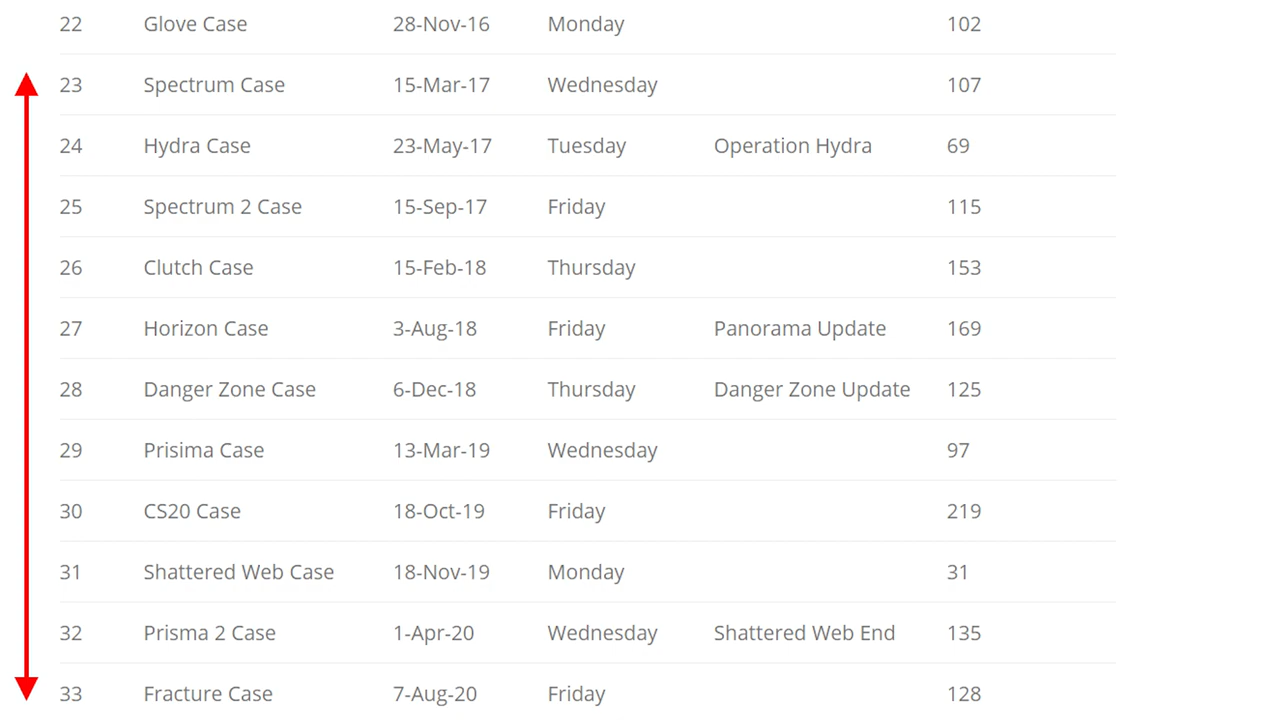 22 Glove Case 28-Nov-16 Monday 102
23 Spectrum Case 15-Mar-17 Wednesday 107
24 Hydra Case 23-May-17 Tuesday Operation Hydra 69
25 Spectrum 2 Case 15-Sep-17 Friday 115
26 Clutch Case 15-Feb-18 Thursday 153
27 Horizon Case 3-Aug-18 Friday Panorama Update 169
28 Danger Zone Case 6-Dec-18 Thursday Danger Zone Update 125
29 Prisima Case 13-Mar-19 Wednesday 97
30 CS20 Case 18-Oct-19 Friday 219
31 Shattered Web Case 18-Nov-19 Monday 31
32 Prisma 2 Case 1-Apr-20 Wednesday Shattered Web End 135
33 Fracture Case 7-Aug-20 Friday 128